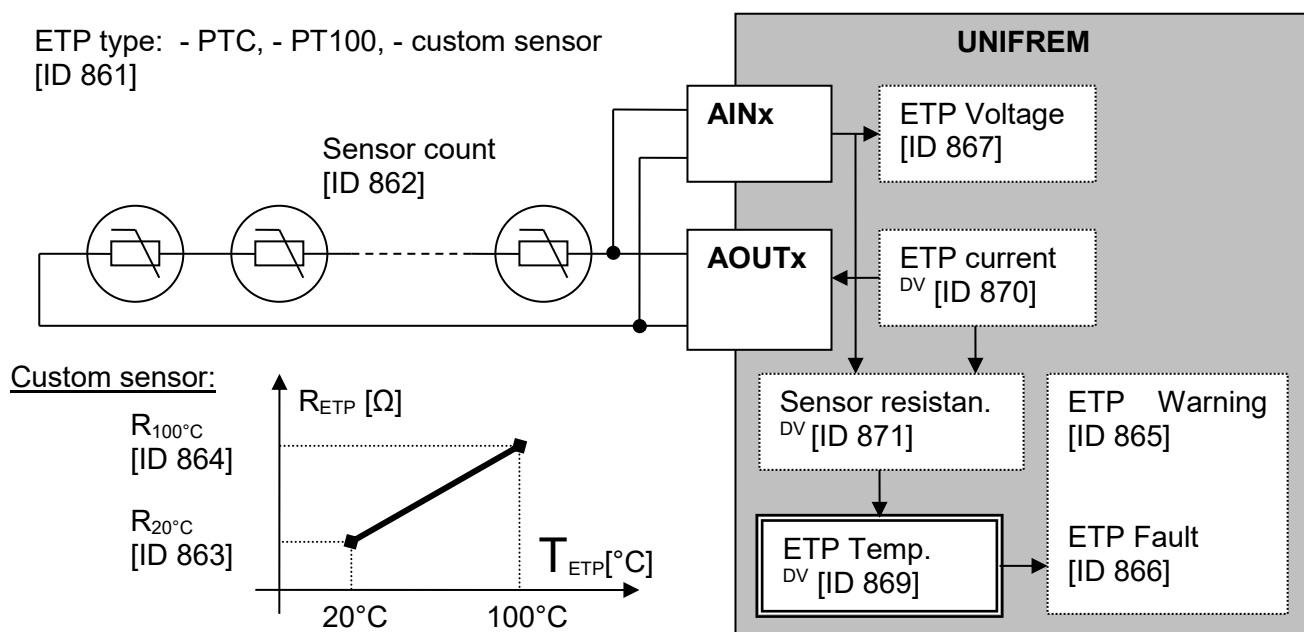 ETP type: - PTC, - PT100, - custom sensor
[ID 861]
UNIFREM
AINx
ETP Voltage
[ID 867]
Sensor count
[ID 862]
AOUTx
ETP current
DV [ID 870]
Custom sensor:
RETP [Ω]
R100°C
[ID 864]
R20°C
[ID 863]
TETP[°C]
20°C
100°C
Sensor resistan.
DV [ID 871]
ETP Warning
[ID 865]
ETP Temp.
DV [ID 869]
ETP Fault
[ID 866]